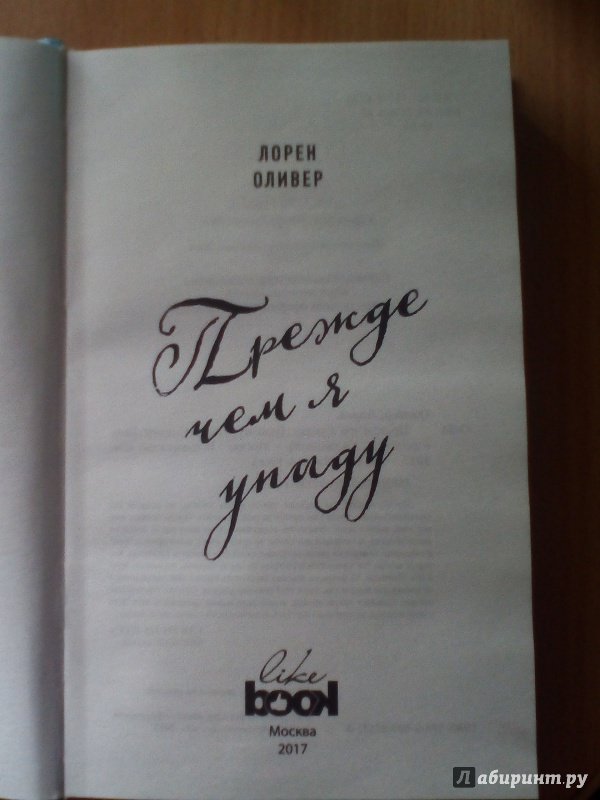 ЛОРЕН
ОЛИВЕР
Прежде
чем я
упаду
like
book
Москва
2017
Лабиринт.ру